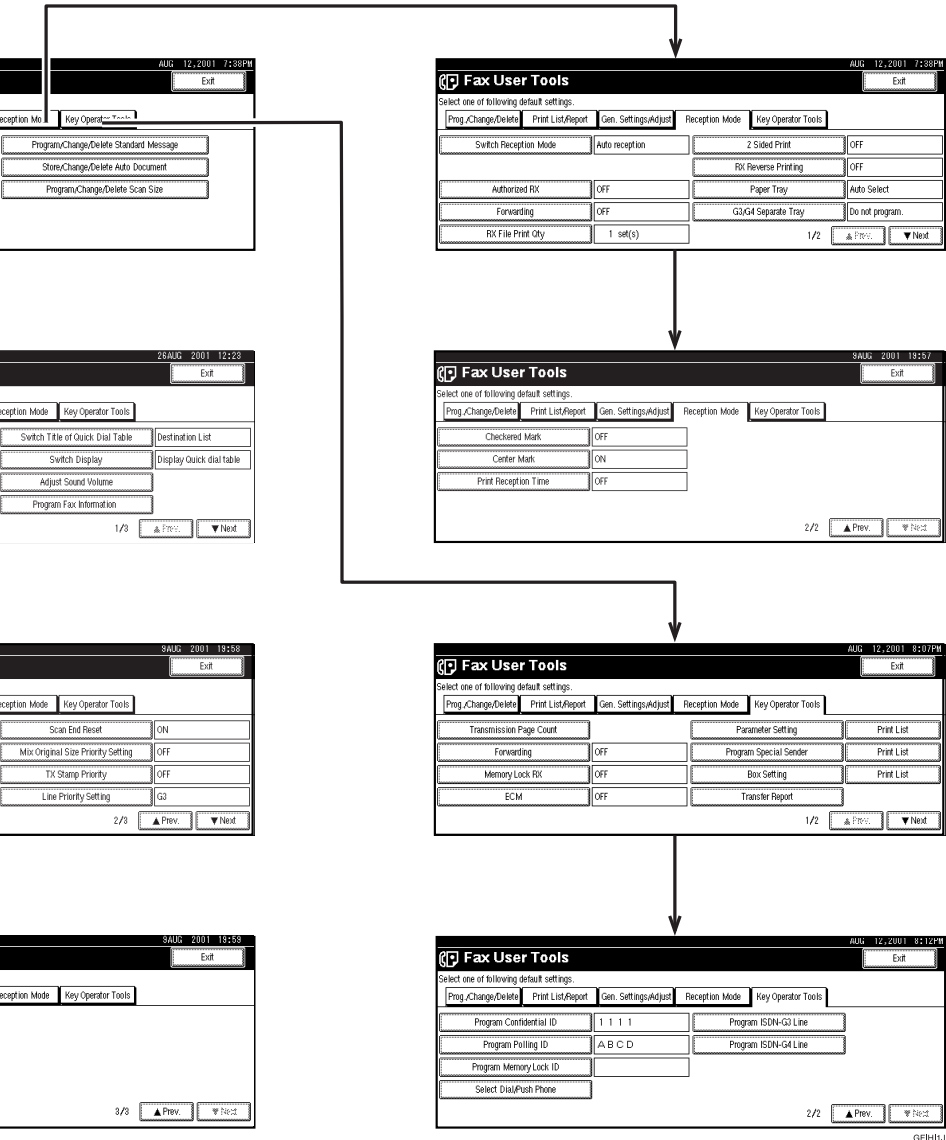 AUG 12,2001 7:38PM
Exit
eception Mo
Key Operator Tools
Program/Change/Delete Standard Message
Store/Change/Delete Auto Document
Program/Change/Delete Scan Size
AUG 12,2001 7:38PM
Fax User Tools
Exit
Select one of following default settings.
Prog./Change/Delete Print List/Report Gen. Settings/Adjust Reception Mode Key Operator Tools
Switch Reception Mode Auto reception 2 Sided Print OFF
RX Reverse Printing OFF
Authorized RX OFF Paper Tray Auto Select
Forwarding OFF G3/G4 Separate Tray Do not program.
RX File Print Qty 1 set(s) 1/2 ▲ Prev. ▼ Next
26AUG 2001 12:23
Exit
eception Mode Key Operator Tools
Switch Title of Quick Dial Table Destination List
Switch Display Display Quick dial table
Adjust Sound Volume
Program Fax Information
1/3 ▲ Prev. ▼ Next
9AUG 2001 19:57
Fax User Tools
Exit
Select one of following default settings.
Prog./Change/Delete Print List/Report Gen. Settings/Adjust Reception Mode Key Operator Tools
Checkered Mark OFF
Center Mark ON
Print Reception Time OFF
2/2 ▲ Prev. ▼ Next
9AUG 2001 19:58
Exit
eception Mode Key Operator Tools
Scan End Reset ON
Mix Original Size Priority Setting OFF
TX Stamp Priority OFF
Line Priority Setting G3
2/3 ▲ Prev. ▼ Next
AUG 12,2001 8:07PM
Fax User Tools
Exit
Select one of following default settings.
Prog./Change/Delete Print List/Report Gen. Settings/Adjust Reception Mode Key Operator Tools
Transmission Page Count Parameter Setting Print List
Forwarding OFF Program Special Sender Print List
Memory Lock RX OFF Box Setting Print List
ECM OFF Transfer Report
1/2 ▲ Prev. ▼ Next
9AUG 2001 19:59
Exit
eception Mode Key Operator Tools
3/3 ▲ Prev. ▼ Next
AUG 12,2001 8:12PM
Fax User Tools
Exit
Select one of following default settings.
Prog./Change/Delete Print List/Report Gen. Settings/Adjust Reception Mode Key Operator Tools
Program Confidential ID 1 1 1 1 Program ISDN-G3 Line
Program Polling ID A B C D Program ISDN-G4 Line
Program Memory Lock ID
Select Dial/Push Phone
2/2 ▲ Prev. ▼ Next